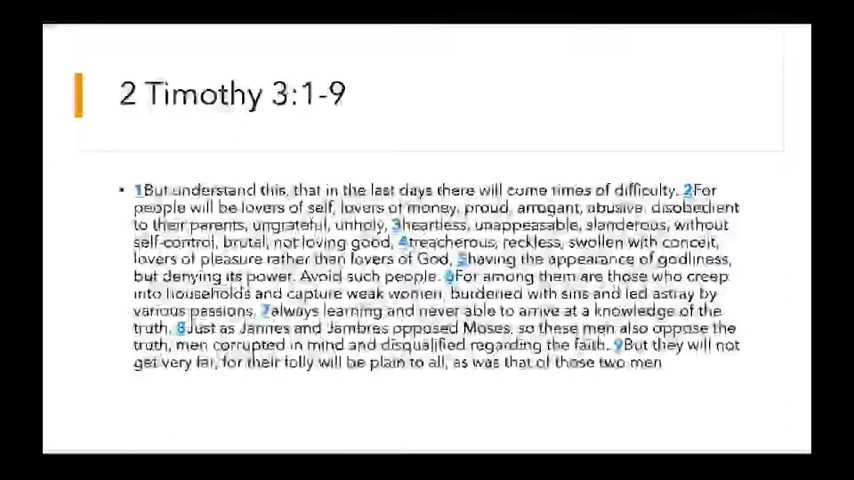 2 Timothy 3:1-9
• 1But understand this, that in the last days there will come times of difficulty. 2For
people will be lovers of self, lovers of money, proud, arrogant, abusive, disobedient
to their parents, ungrateful, unholy, 3heartless, unappeasable, slanderous, without
self-control, brutal, not loving good, 4treacherous, reckless, swollen with conceit,
lovers of pleasure rather than lovers of God, 5having the appearance of godliness,
but denying its power. Avoid such people. 6For among them are those who creep
into households and capture weak women, burdened with sins and led astray by
various passions, 7always learning and never able to arrive at a knowledge of the
truth. 8Just as Jannes and Jambres opposed Moses, so these men also oppose the
truth, men corrupted in mind and disqualified regarding the faith. 9But they will not
get very far, for their folly will be plain to all, as was that of those two men